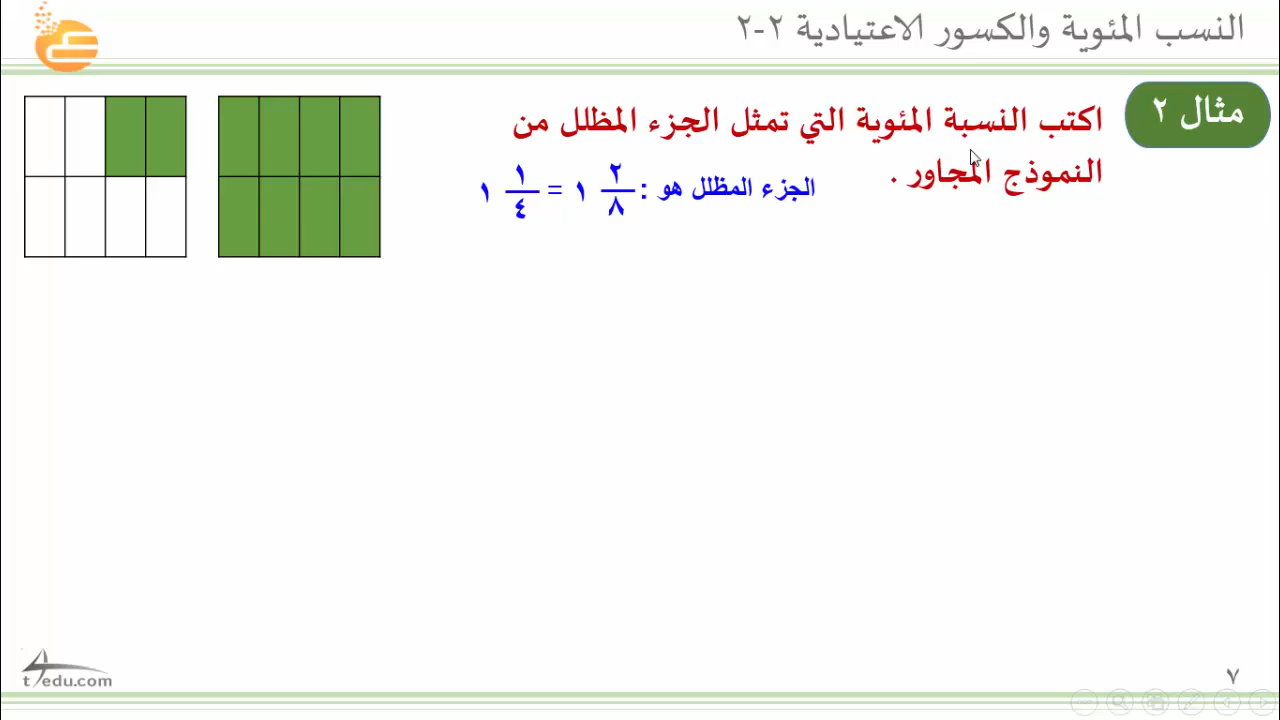 النسب المئوية والكسور الاعتيادية ٢-٢
مثال ٢
اكتب النسبة المئوية التي تمثل الجزء المظلل من
النموذج المجاور .
الجزء المظلل هو : ١ ٢/٨ = ١ ١/٤
t4edu.com
٧